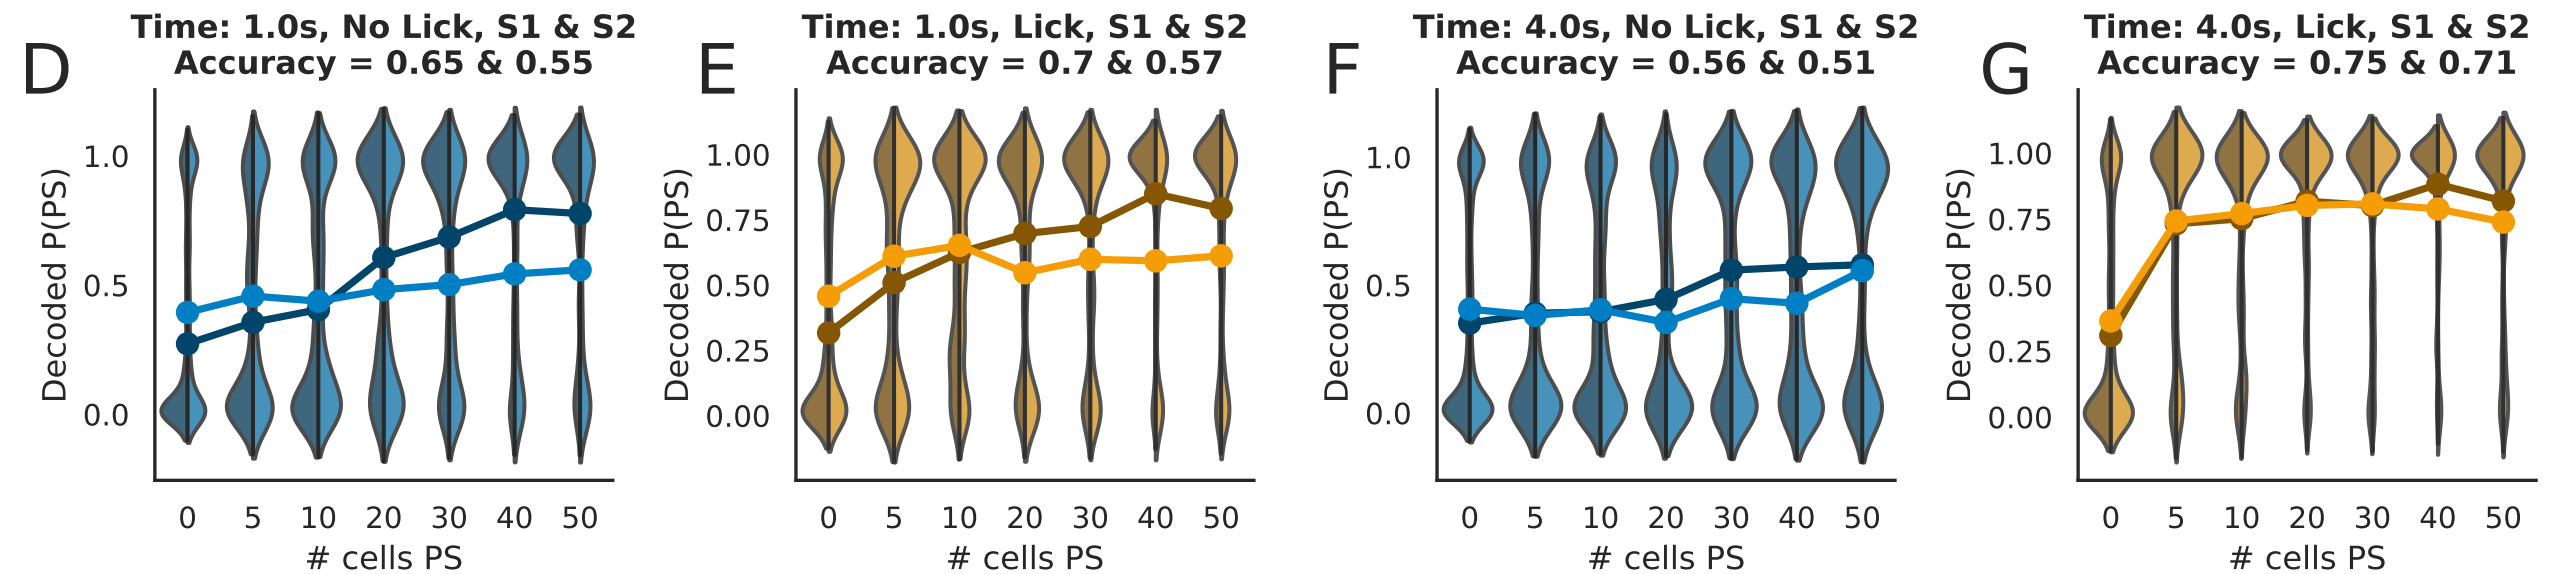 D
Time: 1.0s, No Lick, S1 & S2
Accuracy = 0.65 & 0.55
Decoded P(PS)
1.0
0.5
0.0
0 5 10 20 30 40 50
# cells PS
E
Time: 1.0s, Lick, S1 & S2
Accuracy = 0.7 & 0.57
Decoded P(PS)
1.00
0.75
0.50
0.25
0.00
0 5 10 20 30 40 50
# cells PS
F
Time: 4.0s, No Lick, S1 & S2
Accuracy = 0.56 & 0.51
Decoded P(PS)
1.0
0.5
0.0
0 5 10 20 30 40 50
# cells PS
G
Time: 4.0s, Lick, S1 & S2
Accuracy = 0.75 & 0.71
Decoded P(PS)
1.00
0.75
0.50
0.25
0.00
0 5 10 20 30 40 50
# cells PS